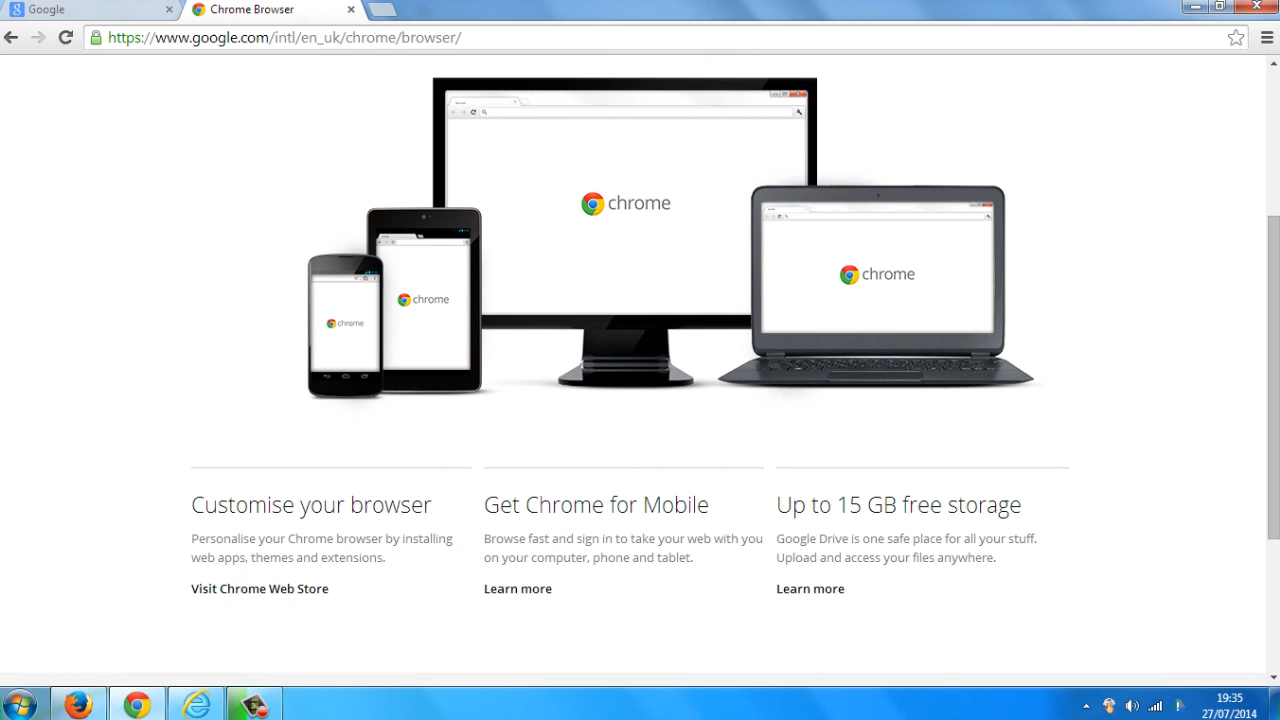 Google
Chrome Browser
https://www.google.com/intl/en_uk/chrome/browser/
chrome
chrome
chrome
chrome
Customise your browser
Personalise your Chrome browser by installing
web apps, themes and extensions.
Visit Chrome Web Store
Get Chrome for Mobile
Browse fast and sign in to take your web with you
on your computer, phone and tablet.
Learn more
Up to 15 GB free storage
Google Drive is one safe place for all your stuff.
Upload and access your files anywhere.
Learn more
19:35
27/07/2014